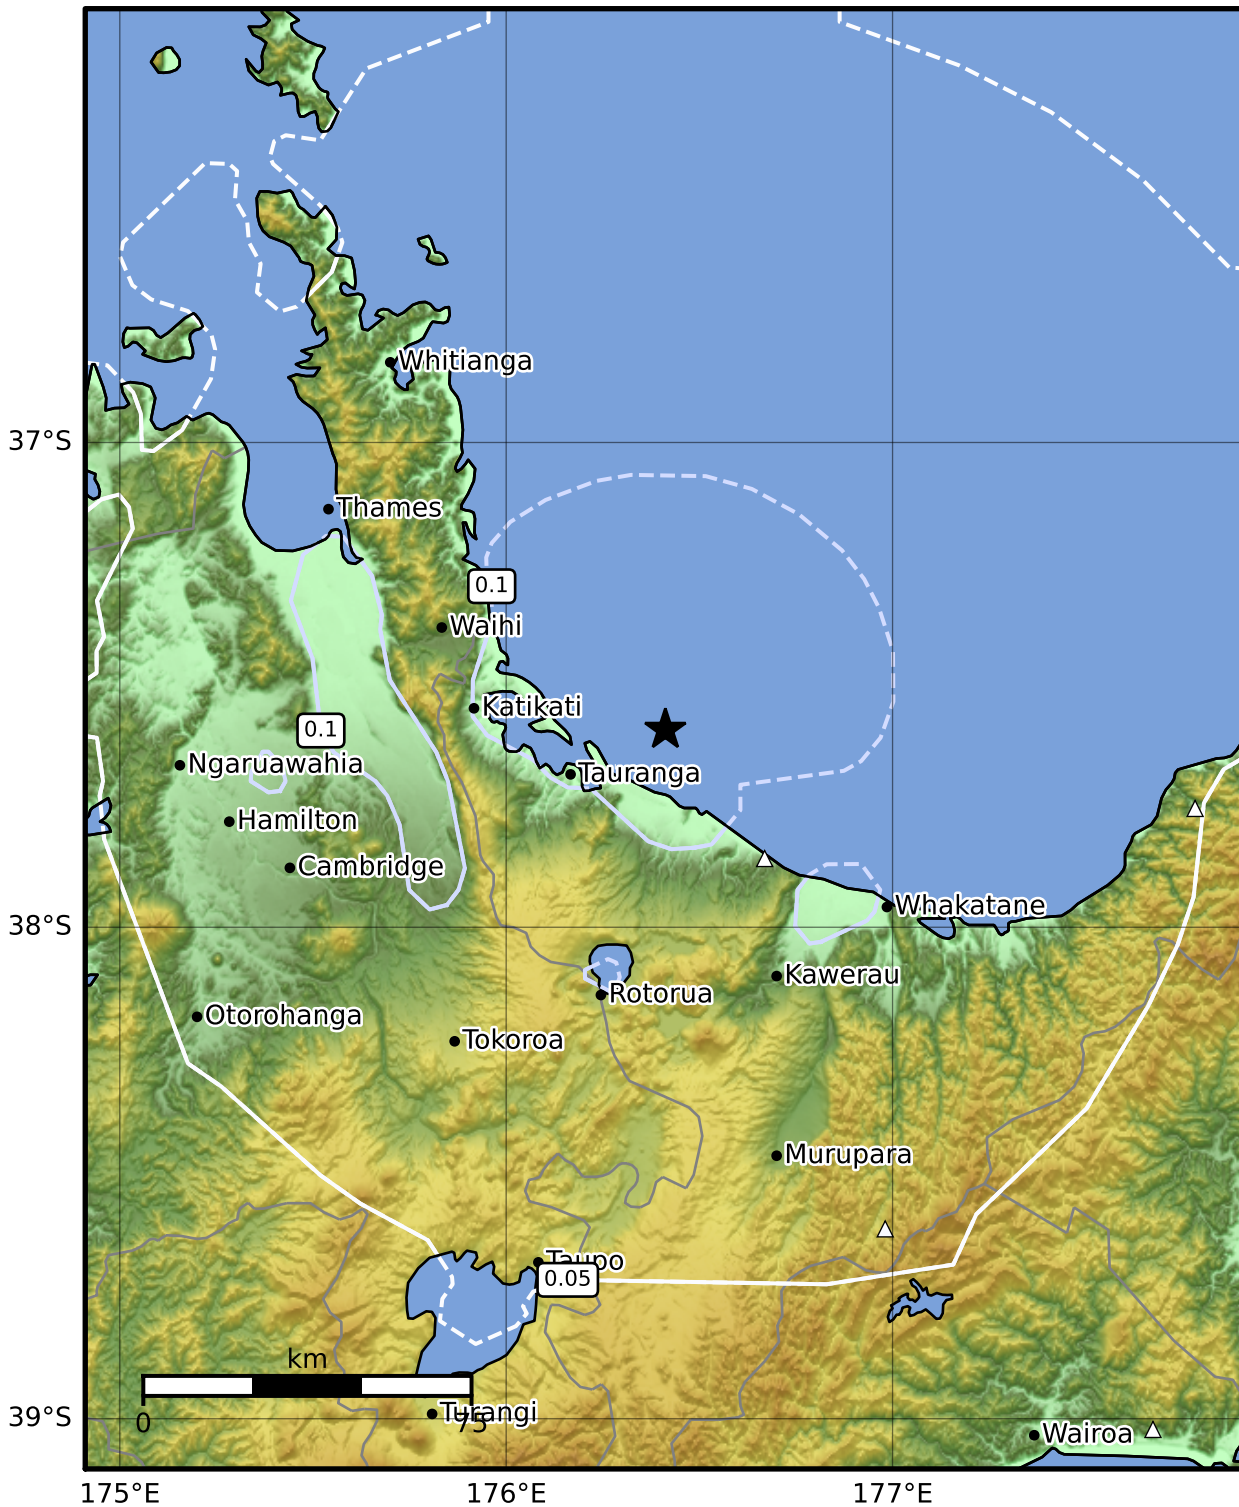 Whitianga
37°S
Thames
0.1
Waihi
Katikati
0.1
Ngaruawahia
Tauranga
Hamilton
Cambridge
Whakatane
38°S
Kawerau
Rotorua
Otorohanga
Tokoroa
Murupara
Taupo
0.05
km
0
75
Turangi
39°S
Wairoa
175°E
176°E
177°E